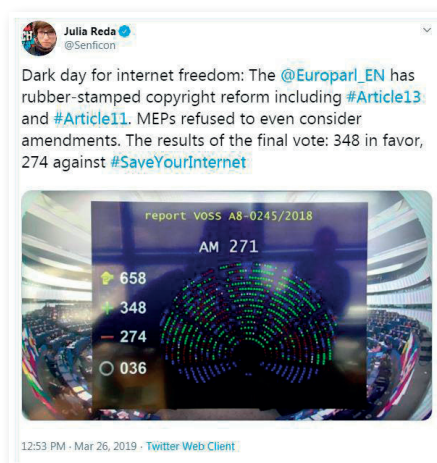 Julia Reda
@Senficon
Dark day for internet freedom: The @Europarl_EN has
rubber-stamped copyright reform including #Article13
and #Article11. MEPs refused to even consider
amendments. The results of the final vote: 348 in favor,
274 against #SaveYourInternet
report VOSS A8-0245/2018
AM 271
658
+ 348
- 274
036
12:53 PM · Mar 26, 2019 · Twitter Web Client